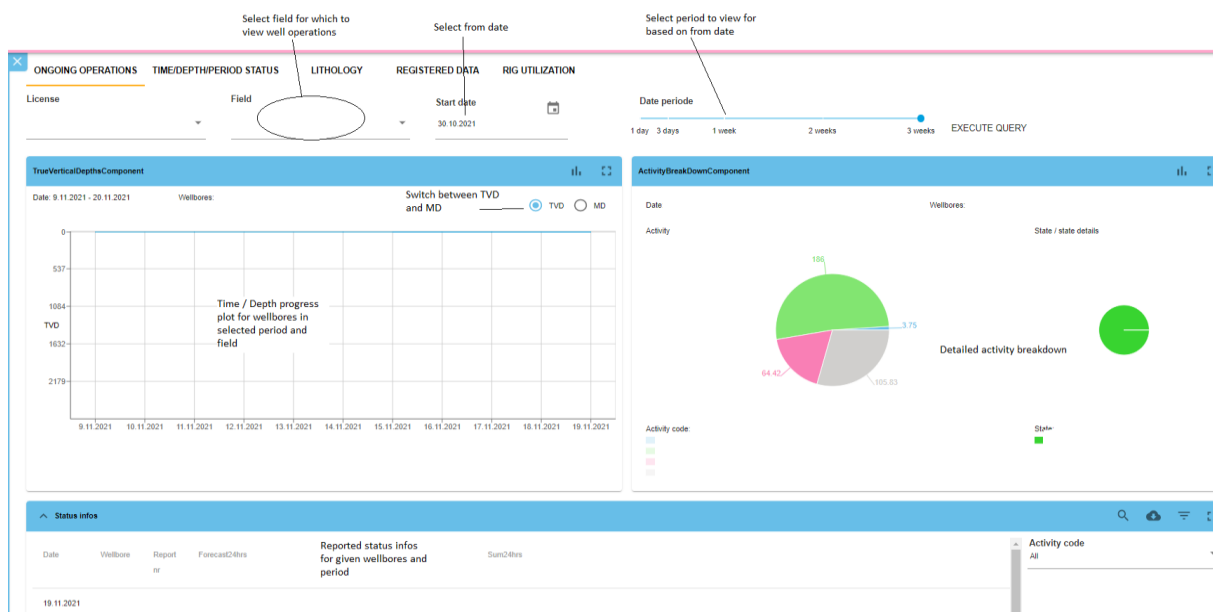 Select field for which to
view well operations
Select from date
Select period to view for
based on from date
ONGOING OPERATIONS TIME/DEPTH/PERIOD STATUS LITHOLOGY REGISTERED DATA RIG UTILIZATION
License
Field
Start date
30.10.2021
Date periode
1 day 3 days 1 week 2 weeks 3 weeks
EXECUTE QUERY
TrueVerticalDepthsComponent
Date: 9.11.2021 - 20.11.2021 Wellbores:
Switch between TVD
and MD
TVD MD
0
537
1084
TVD
1632
2179
Time / Depth progress
plot for wellbores in
selected period and
field
9.11.2021 10.11.2021 11.11.2021 12.11.2021 13.11.2021 14.11.2021 15.11.2021 16.11.2021 17.11.2021 18.11.2021 19.11.2021
ActivityBreakDownComponent
Date Wellbores:
Activity State / state details
186
3.75
64.42
105.83
Detailed activity breakdown
Activity code:
State:
Status infos
Date Wellbore Report nr Forecast24hrs Sum24hrs
Reported status infos
for given wellbores and
period
Activity code
All
19.11.2021